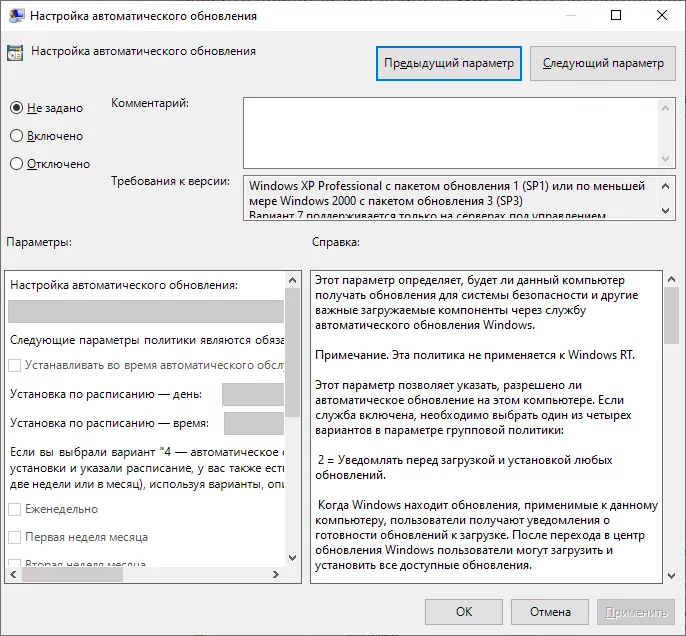 Настройка автоматического обновления
Настройка автоматического обновления
Предыдущий параметр
Следующий параметр
Не задано
Включено
Отключено
Комментарий:
Требования к версии:
Windows XP Professional с пакетом обновления 1 (SP1) или по меньшей
мере Windows 2000 с пакетом обновления 3 (SP3)
Вариант 7 поддерживается только на серверах под управлением
Параметры:
Справка:
Настройка автоматического обновления:
Следующие параметры политики являются обяза
Устанавливать во время автоматического обслу
Установка по расписанию — день:
Установка по расписанию — время:
Если вы выбрали вариант "4 — автоматическое
установки и указали расписание, у вас также ест
две недели или в месяц), используя варианты, опи
Еженедельно
Первая неделя месяца
Вторая неделя месяца
Этот параметр определяет, будет ли данный компьютер
получать обновления для системы безопасности и другие
важные загружаемые компоненты через службу
автоматического обновления Windows.
Примечание. Эта политика не применяется к Windows RT.
Этот параметр позволяет указать, разрешено ли
автоматическое обновление на этом компьютере. Если
служба включена, необходимо выбрать один из четырех
вариантов в параметре групповой политики:
2 = Уведомлять перед загрузкой и установкой любых
обновлений.
Когда Windows находит обновления, применимые к данному
компьютеру, пользователи получают уведомления о
готовности обновлений к загрузке. После перехода в центр
обновления Windows пользователи могут загрузить и
установить все доступные обновления.
ОК
Отмена
Применить